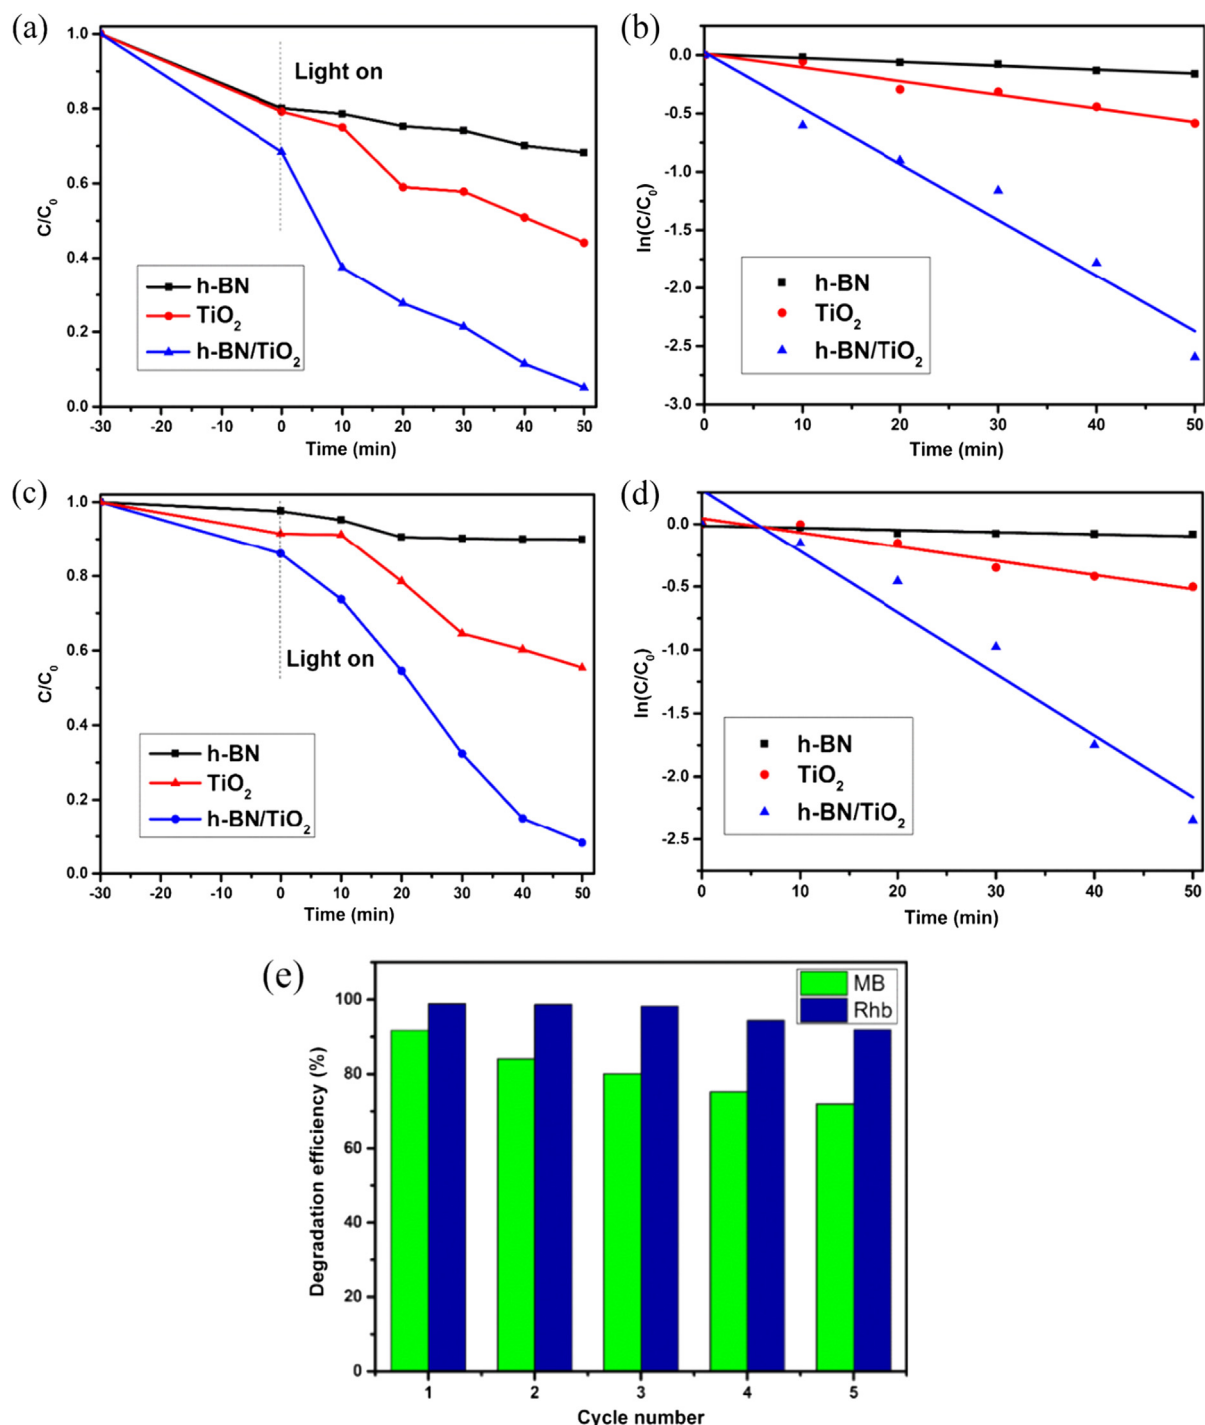 (a)
1.0
0.8
0.6
0.4
0.2
0.0
C/C0
Light on
h-BN
TiO2
h-BN/TiO2
-30 -20 -10 0 10 20 30 40 50
Time (min)
(b)
0.0
-0.5
-1.0
-1.5
-2.0
-2.5
-3.0
ln(C/C0)
h-BN
TiO2
h-BN/TiO2
0 10 20 30 40 50
Time (min)
(c)
1.0
0.8
0.6
0.4
0.2
0.0
C/C0
Light on
h-BN
TiO2
h-BN/TiO2
-30 -20 -10 0 10 20 30 40 50
Time (min)
(d)
0.0
-0.5
-1.0
-1.5
-2.0
-2.5
ln(C/C0)
h-BN
TiO2
h-BN/TiO2
0 10 20 30 40 50
Time (min)
(e)
100
80
60
40
20
0
Degradation efficiency (%)
MB
Rhb
1 2 3 4 5
Cycle number